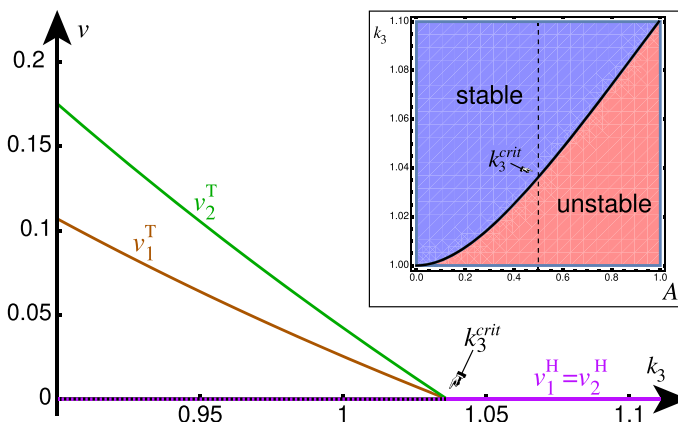 v
0.2
0.15
0.1
0.05
0
v₂ᵀ
v₁ᵀ
k₃ᶜʳⁱᵗ
v₁ᴴ=v₂ᴴ
k₃
0.95
1
1.05
1.1
k₃
1.10
1.08
1.06
1.04
1.02
1.00
stable
k₃ᶜʳⁱᵗ
unstable
0.0
0.2
0.4
0.6
0.8
1.0
A